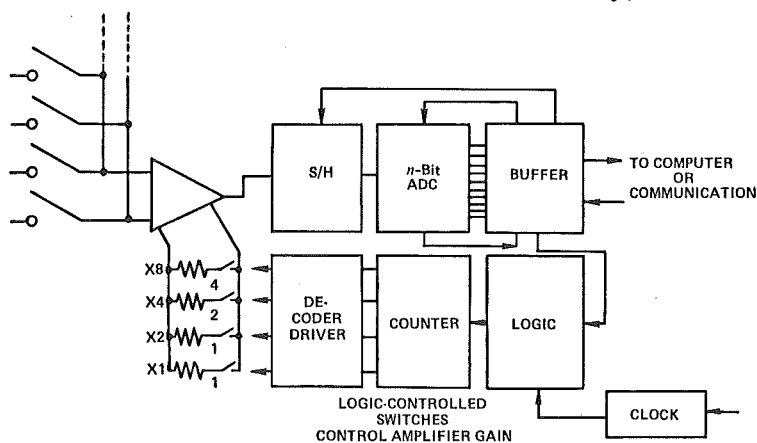 S/H
n-Bit
ADC
BUFFER
TO COMPUTER
OR
COMMUNICATION
X8
4
X4
2
X2
1
X1
1
DE-
CODER
DRIVER
COUNTER
LOGIC
LOGIC-CONTROLLED
SWITCHES
CONTROL AMPLIFIER GAIN
CLOCK